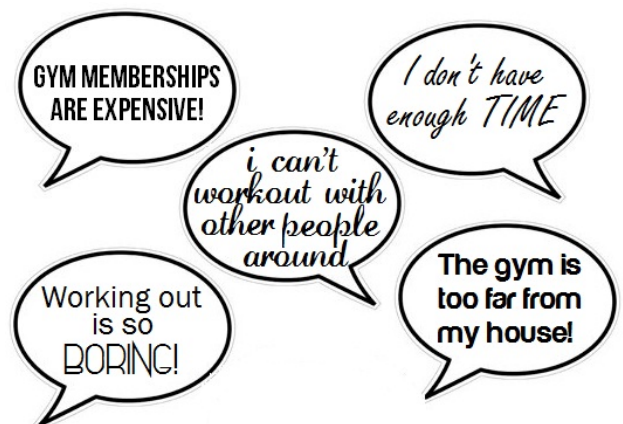 GYM MEMBERSHIPS
ARE EXPENSIVE!
I don't have
enough TIME
i can't
workout with
other people
around
Working out
is so
BORING!
The gym is
too far from
my house!